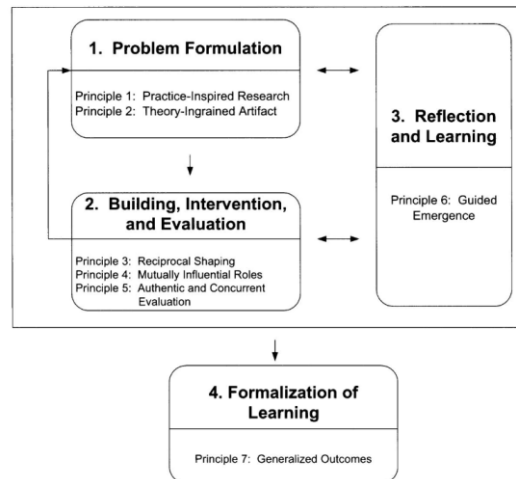 1. Problem Formulation
Principle 1: Practice-Inspired Research
Principle 2: Theory-Ingrained Artifact
2. Building, Intervention,
and Evaluation
Principle 3: Reciprocal Shaping
Principle 4: Mutually Influential Roles
Principle 5: Authentic and Concurrent
Evaluation
3. Reflection
and Learning
Principle 6: Guided
Emergence
4. Formalization of
Learning
Principle 7: Generalized Outcomes